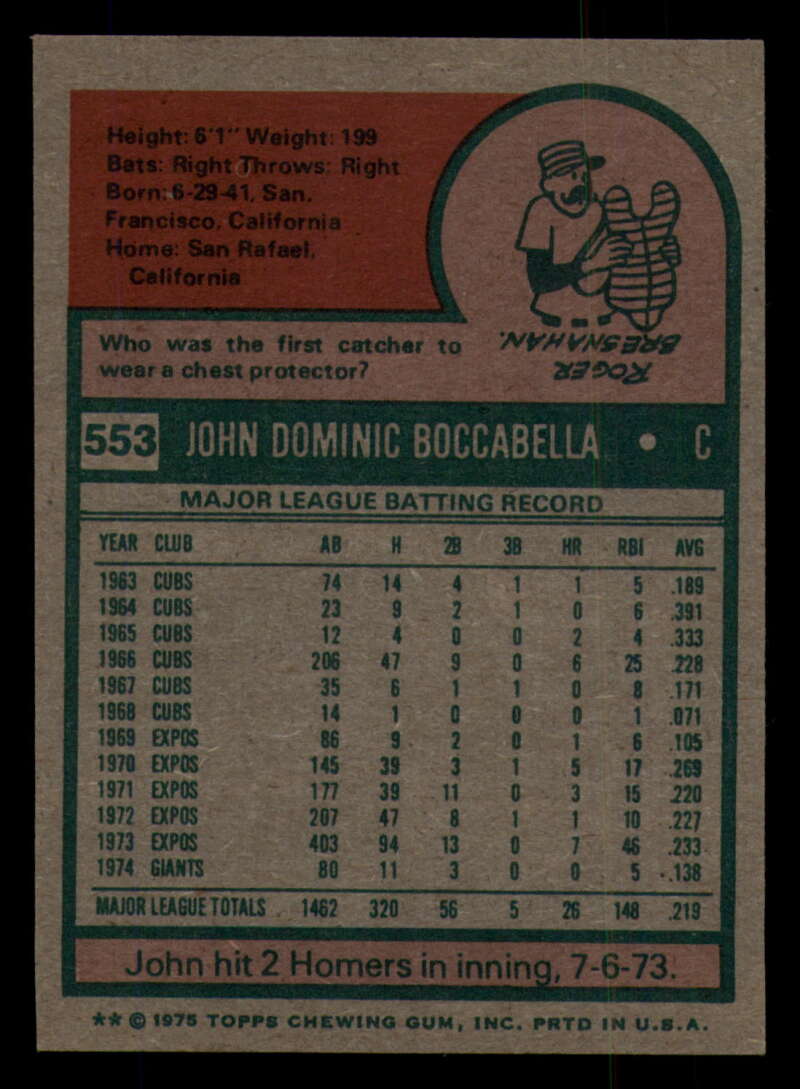 Height: 6'1" Weight: 199
Bats: Right Throws: Right
Born: 6-29-41, San.
Francisco, California
Home: San Rafael,
California
Who was the first catcher to
wear a chest protector?
ROGER
BRESNAHAN.
553 JOHN DOMINIC BOCCABELLA • C
MAJOR LEAGUE BATTING RECORD
YEAR CLUB AB H 2B 3B HR RBI AVG
1963 CUBS 74 14 4 1 1 5 .189
1964 CUBS 23 9 2 1 0 6 .391
1965 CUBS 12 4 0 0 2 4 .333
1966 CUBS 206 47 9 0 6 25 .228
1967 CUBS 35 6 1 1 0 8 .171
1968 CUBS 14 1 0 0 0 1 .071
1969 EXPOS 86 9 2 0 1 6 .105
1970 EXPOS 145 39 3 1 5 17 .269
1971 EXPOS 177 39 11 0 3 15 .220
1972 EXPOS 207 47 8 1 1 10 .227
1973 EXPOS 403 94 13 0 7 46 .233
1974 GIANTS 80 11 3 0 0 5 .138
MAJOR LEAGUE TOTALS 1462 320 56 5 26 148 .219
John hit 2 Homers in inning, 7-6-73.
** © 1975 TOPPS CHEWING GUM, INC. PRTD IN U.S.A.